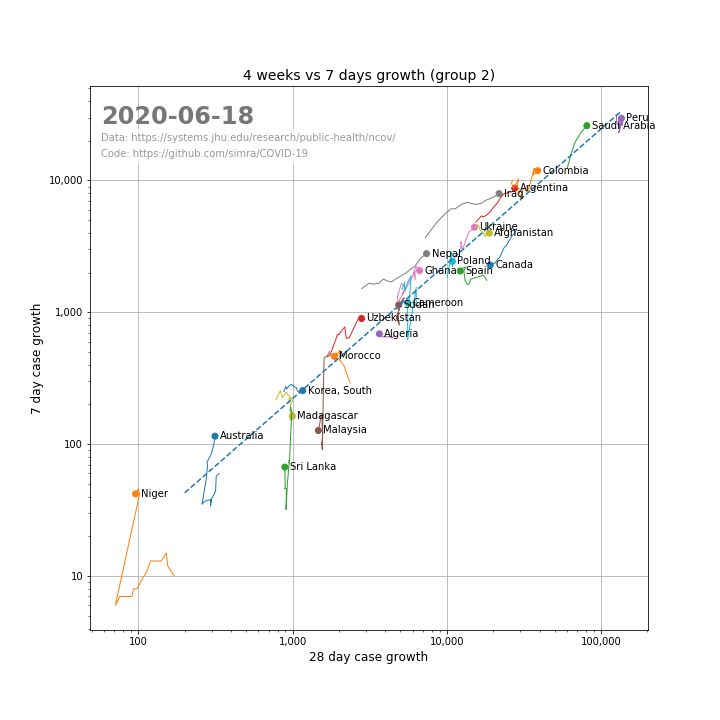 4 weeks vs 7 days growth (group 2)
2020-06-18
Data: https://systems.jhu.edu/research/public-health/ncov/
Code: https://github.com/simra/COVID-19
Peru
Saudi Arabia
Colombia
10,000
Argentina
Iraq
Ukraine
Afghanistan
Nepal
Poland
Canada
Ghana
Spain
Sudan
Cameroon
1,000
Uzbekistan
Algeria
Morocco
Korea, South
Madagascar
Malaysia
100
Australia
Sri Lanka
Niger
10
7 day case growth
100
1,000
10,000
100,000
28 day case growth